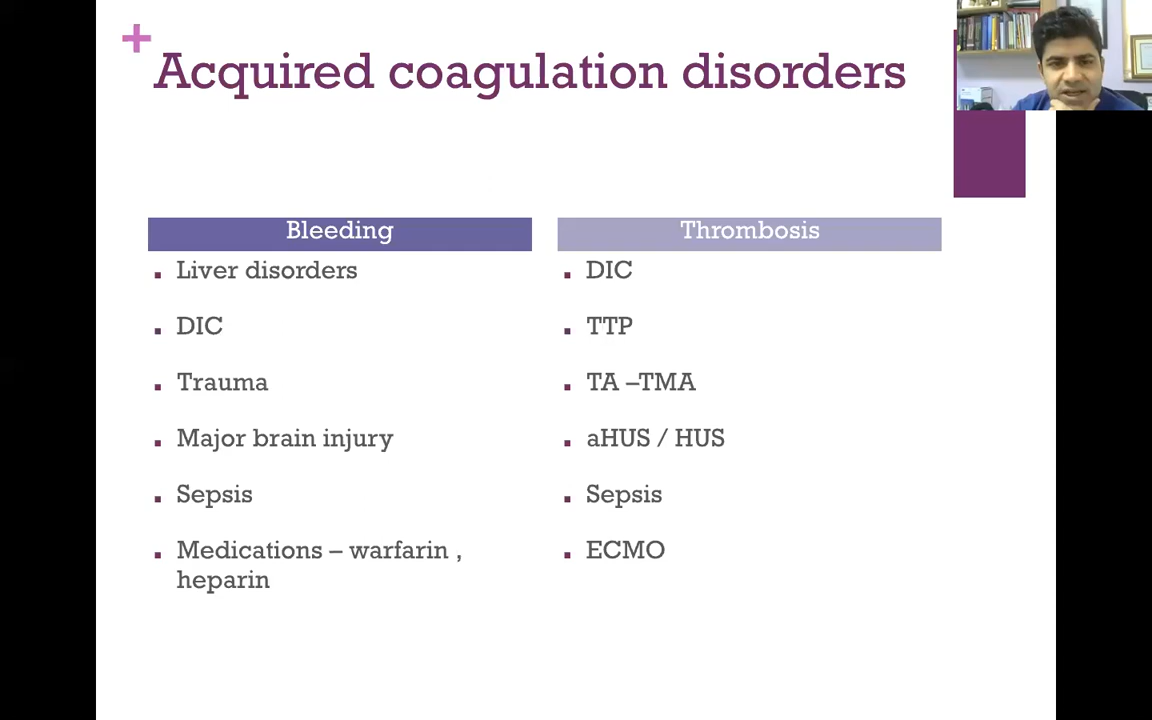 +
Acquired coagulation disorders
Bleeding
▪ Liver disorders
▪ DIC
▪ Trauma
▪ Major brain injury
▪ Sepsis
▪ Medications – warfarin ,
heparin
Thrombosis
▪ DIC
▪ TTP
▪ TA –TMA
▪ aHUS / HUS
▪ Sepsis
▪ ECMO